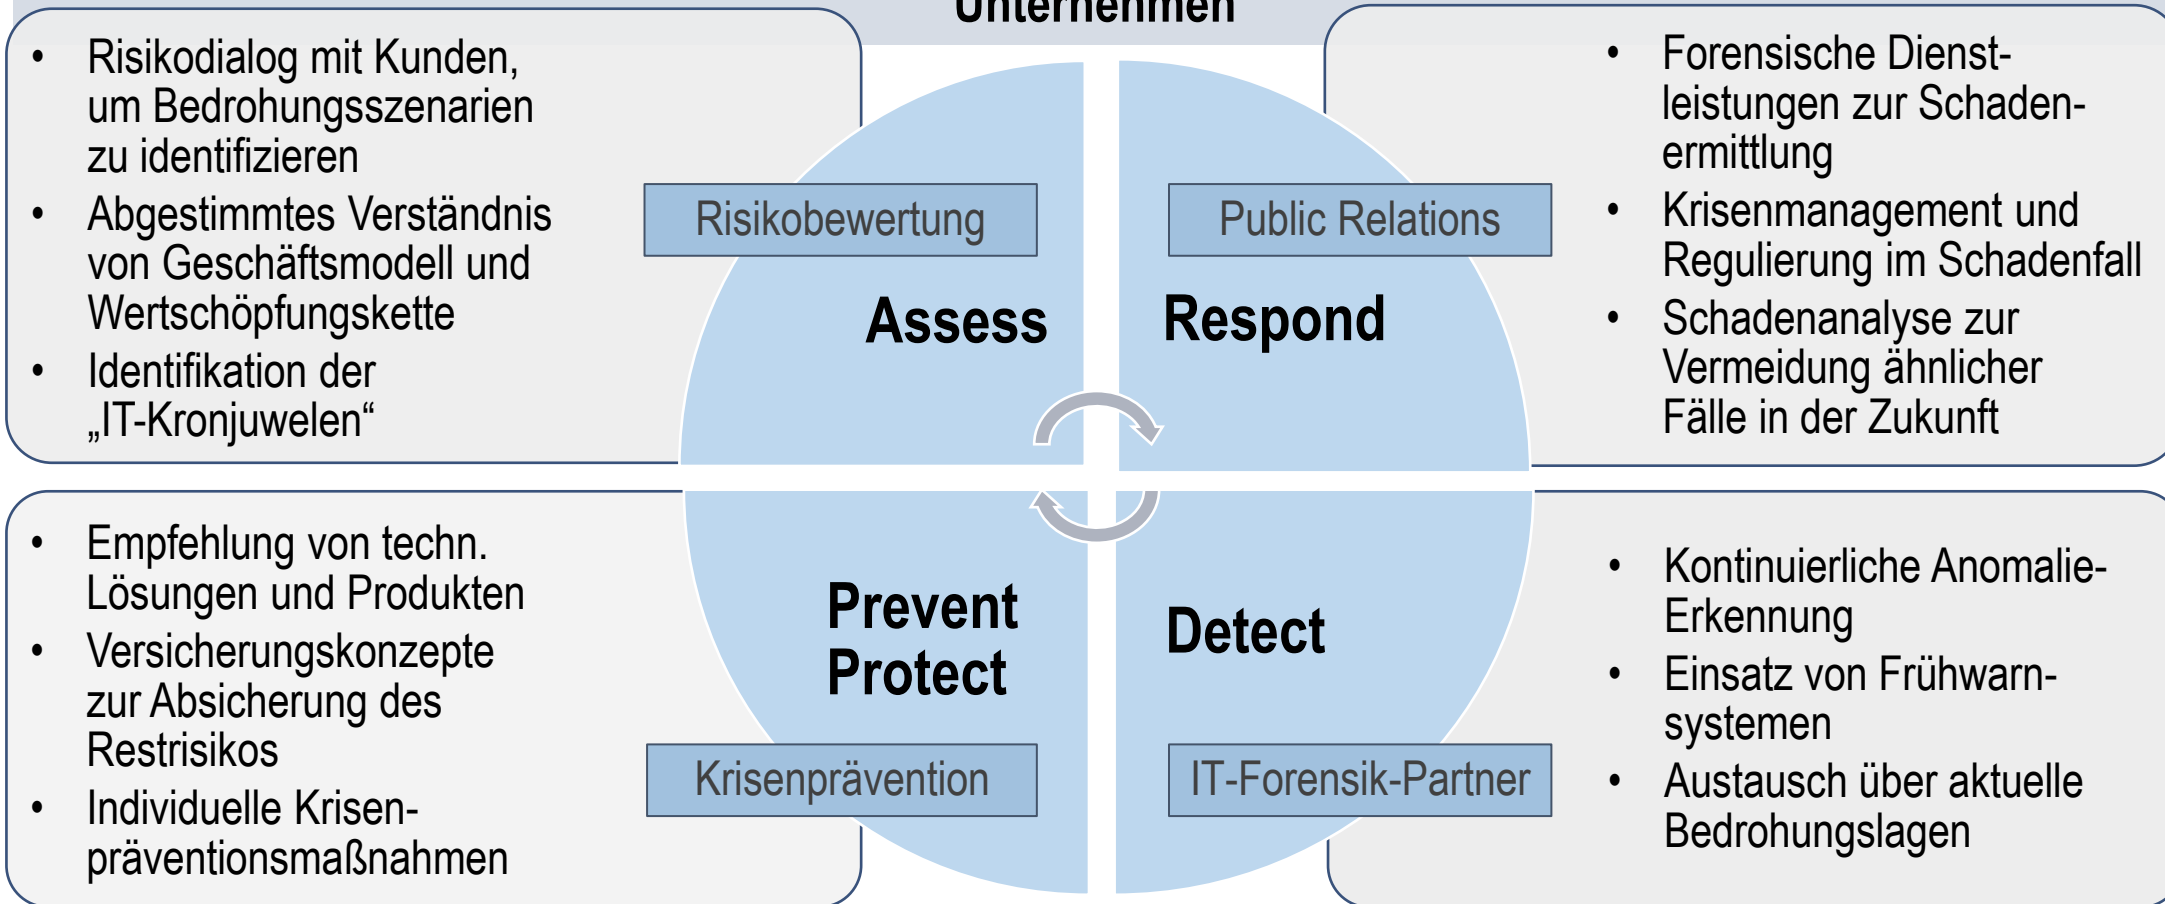 Unternehmen
• Risikodialog mit Kunden,
um Bedrohungsszenarien
zu identifizieren
• Abgestimmtes Verständnis
von Geschäftsmodell und
Wertschöpfungskette
• Identifikation der
„IT-Kronjuwelen“
Risikobewertung
Assess
Public Relations
Respond
• Forensische Dienst-
leistungen zur Schaden-
ermittlung
• Krisenmanagement und
Regulierung im Schadenfall
• Schadenanalyse zur
Vermeidung ähnlicher
Fälle in der Zukunft
• Empfehlung von techn.
Lösungen und Produkten
• Versicherungskonzepte
zur Absicherung des
Restrisikos
• Individuelle Krisen-
präventionsmaßnahmen
Prevent
Protect
Krisenprävention
Detect
IT-Forensik-Partner
• Kontinuierliche Anomalie-
Erkennung
• Einsatz von Frühwarn-
systemen
• Austausch über aktuelle
Bedrohungslagen